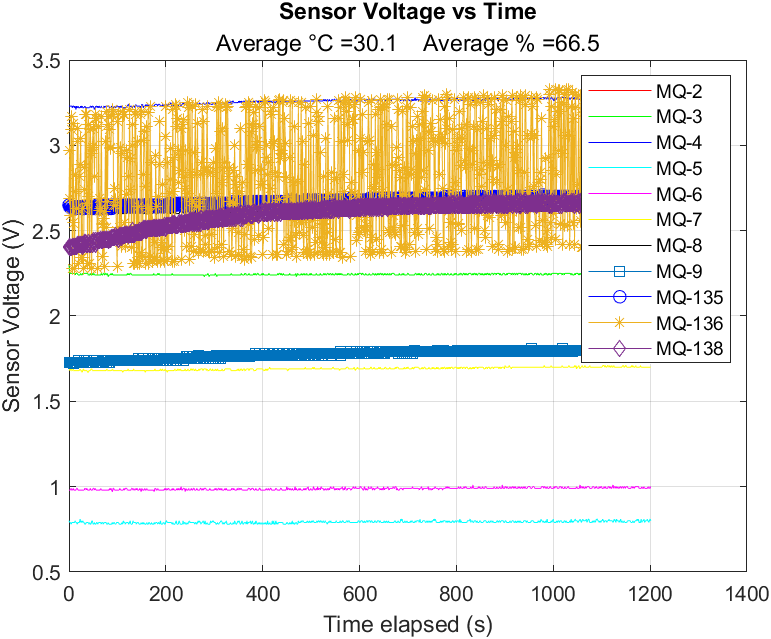 Sensor Voltage vs Time
Average °C =30.1 Average % =66.5
3.5
3
2.5
2
1.5
1
0.5
Sensor Voltage (V)
0
200
400
600
800
1000
1200
1400
Time elapsed (s)
MQ-2
MQ-3
MQ-4
MQ-5
MQ-6
MQ-7
MQ-8
MQ-9
MQ-135
MQ-136
MQ-138